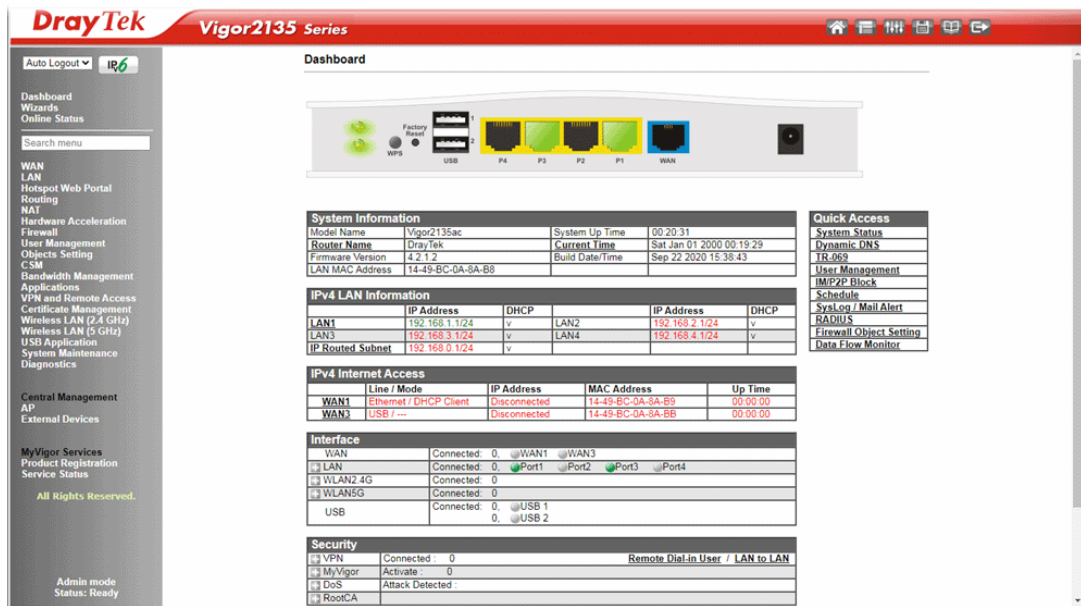 DrayTek Vigor2135 Series
Auto Logout IPv6
Dashboard
Wizards
Online Status
Search menu
WAN
LAN
Hotspot Web Portal
Routing
NAT
Hardware Acceleration
Firewall
User Management
Objects Setting
CSM
Bandwidth Management
Applications
VPN and Remote Access
Certificate Management
Wireless LAN (2.4 GHz)
Wireless LAN (5 GHz)
USB Application
System Maintenance
Diagnostics
Central Management
AP
External Devices
MyVigor Services
Product Registration
Service Status
All Rights Reserved.
Admin mode
Status: Ready
Dashboard
Factory
Reset
WPS
1
2
USB P4 P3 P2 P1 WAN
System Information
Model Name Vigor2135ac System Up Time 00:20:31
Router Name DrayTek Current Time Sat Jan 01 2000 00:19:29
Firmware Version 4.2.1.2 Build Date/Time Sep 22 2020 15:38:43
LAN MAC Address 14-49-BC-0A-8A-B8
IPv4 LAN Information
IP Address DHCP IP Address DHCP
LAN1 192.168.1.1/24 v LAN2 192.168.2.1/24 v
LAN3 192.168.3.1/24 v LAN4 192.168.4.1/24 v
IP Routed Subnet 192.168.0.1/24 v
IPv4 Internet Access
Line / Mode IP Address MAC Address Up Time
WAN1 Ethernet / DHCP Client Disconnected 14-49-BC-0A-8A-B9 00:00:00
WAN3 USB / --- Disconnected 14-49-BC-0A-8A-BB 00:00:00
Interface
WAN Connected: 0, WAN1 WAN3
LAN Connected: 0, Port1 Port2 Port3 Port4
WLAN2.4G Connected: 0
WLAN5G Connected: 0
USB Connected: 0, USB 1
0, USB 2
Security
VPN Connected : 0 Remote Dial-in User / LAN to LAN
MyVigor Activate : 0
DoS Attack Detected :
RootCA
Quick Access
System Status
Dynamic DNS
TR-069
User Management
IM/P2P Block
Schedule
SysLog / Mail Alert
RADIUS
Firewall Object Setting
Data Flow Monitor